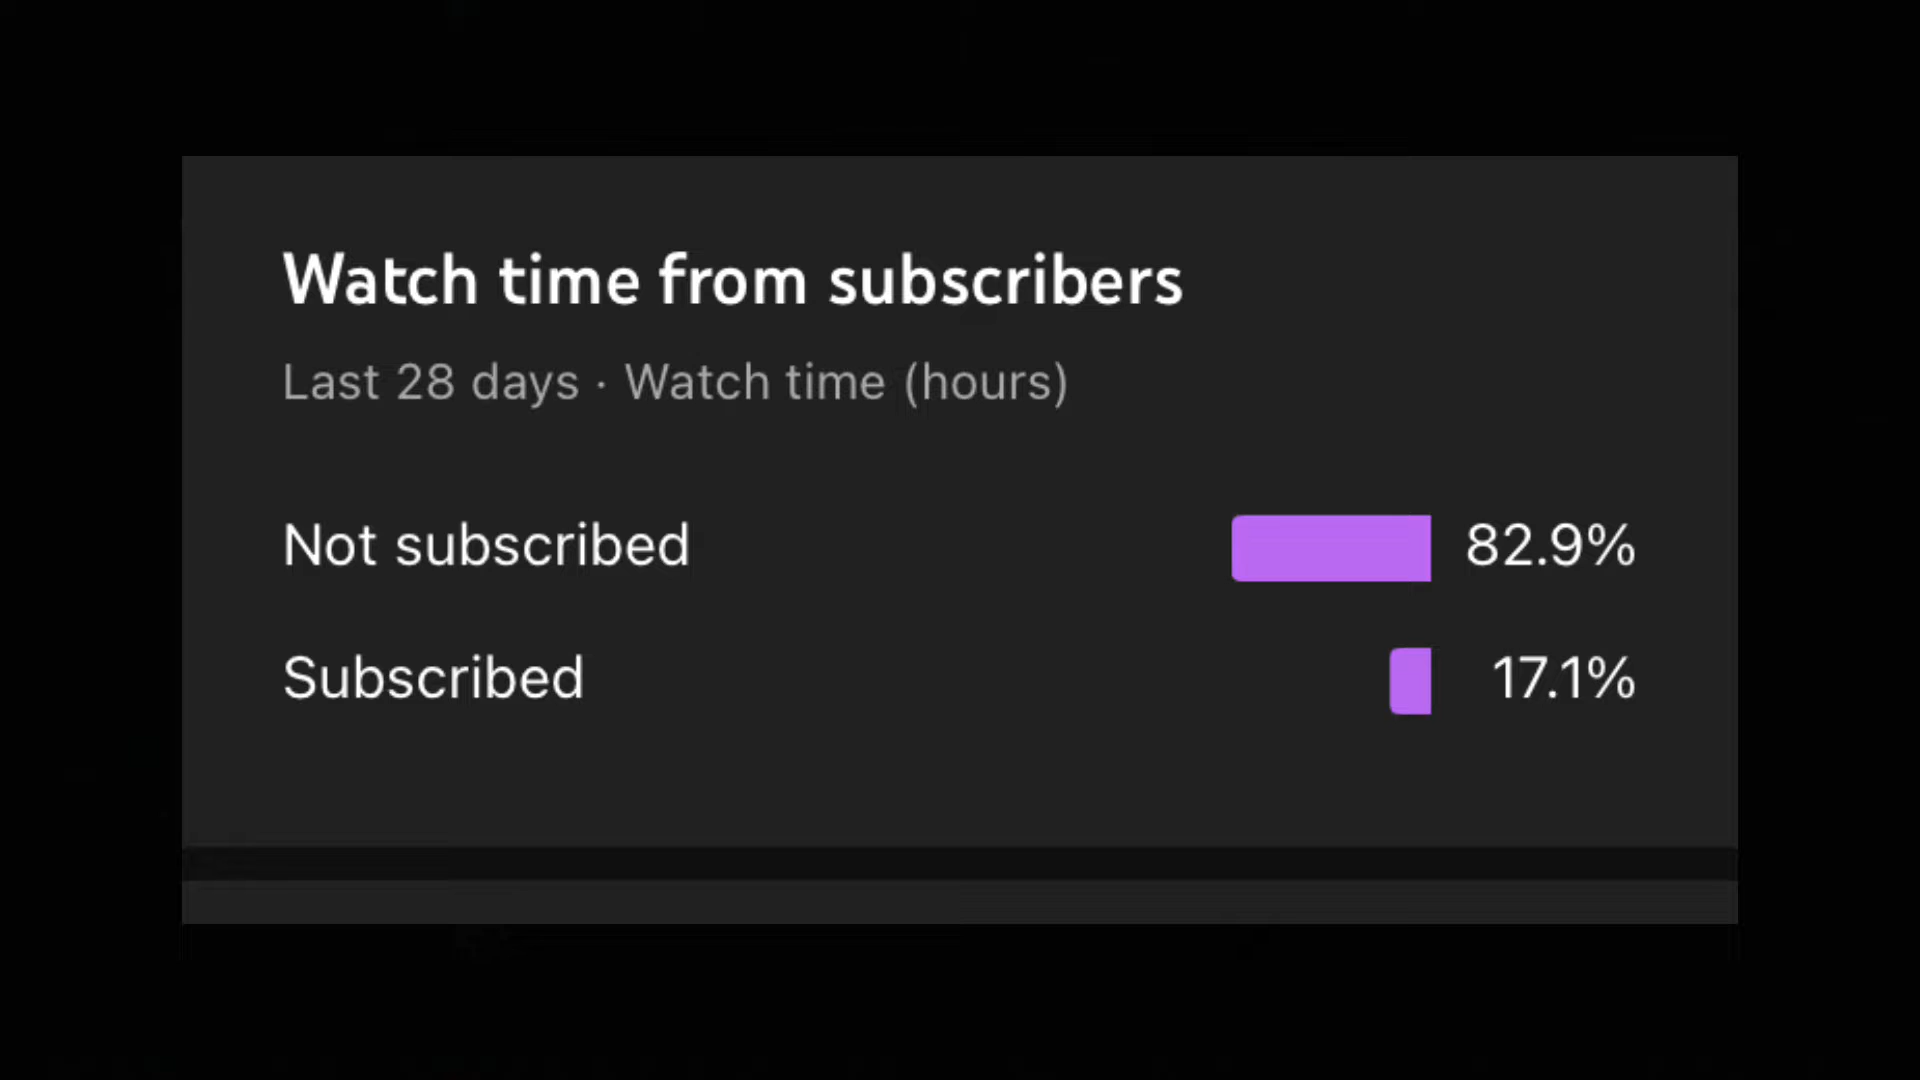 Watch time from subscribers
Last 28 days · Watch time (hours)
Not subscribed 82.9%
Subscribed 17.1%